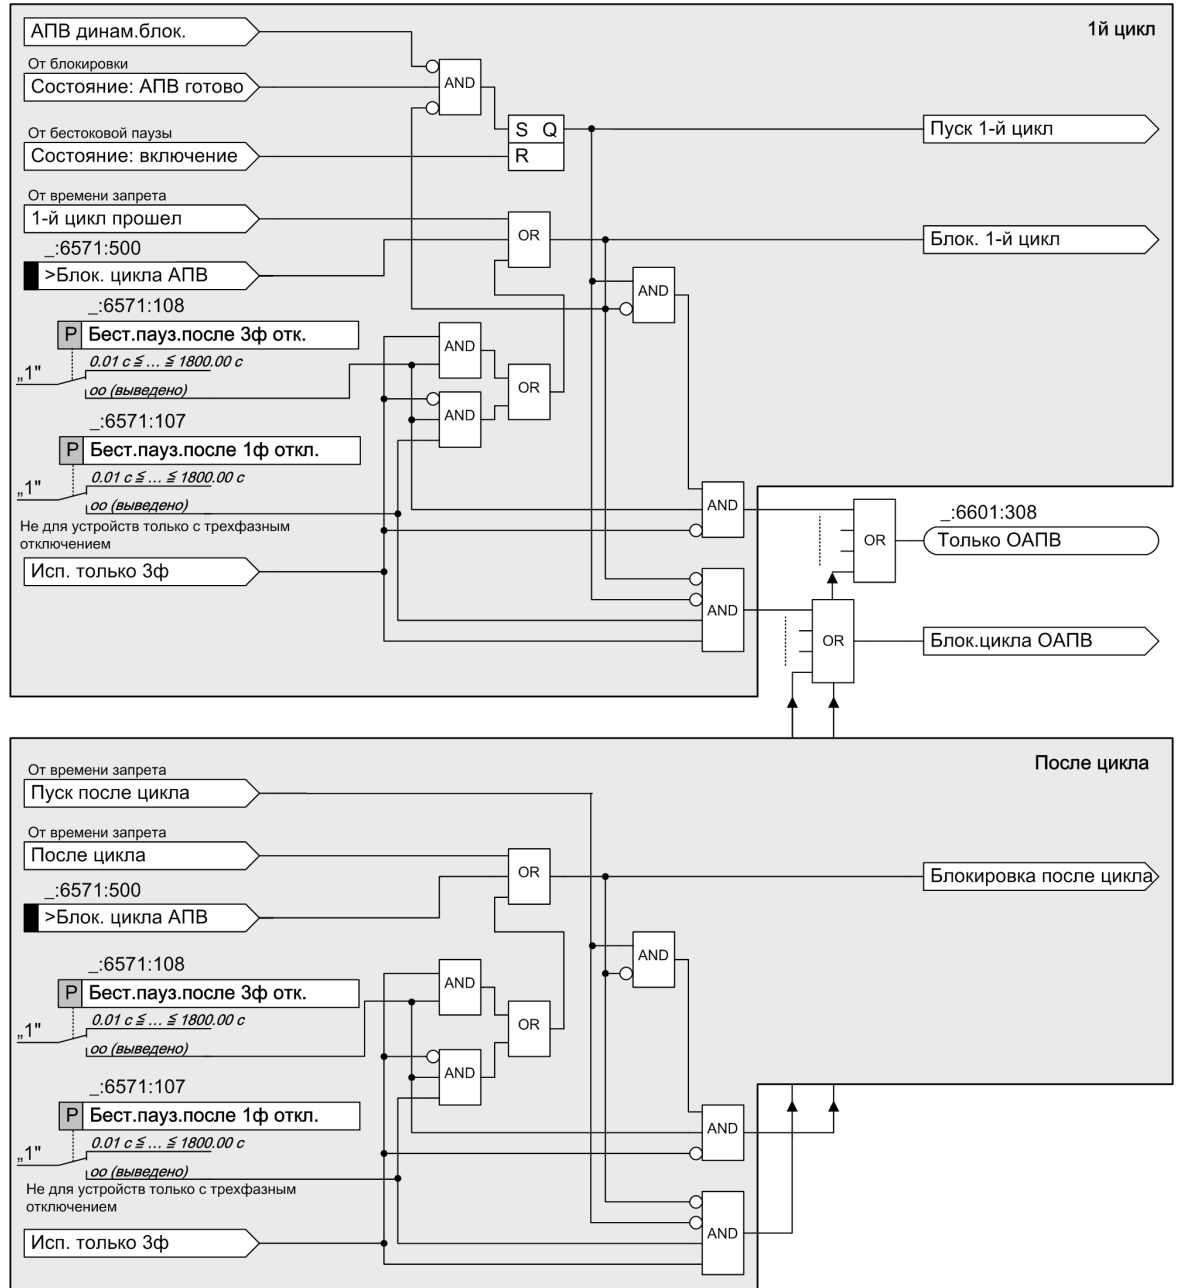 1й цикл
АПВ динам.блок.
От блокировки
Состояние: АПВ готово
AND
От бестоковой паузы
Состояние: включение
S Q
R
Пуск 1-й цикл
От времени запрета
1-й цикл прошел
OR
Блок. 1-й цикл
_:6571:500
>Блок. цикла АПВ
AND
_:6571:108
P Бест.пауз.после 3ф отк.
0.01 с ≦ ... ≦ 1800.00 с
„1"
oo (выведено)
AND
OR
AND
_:6571:107
P Бест.пауз.после 1ф откл.
0.01 с ≦ ... ≦ 1800.00 с
„1"
oo (выведено)
Не для устройств только с трехфазным
отключением
AND
Исп. только 3ф
AND
_:6601:308
OR
Только ОАПВ
OR
Блок.цикла ОАПВ
После цикла
От времени запрета
Пуск после цикла
От времени запрета
После цикла
OR
Блокировка после цикла
_:6571:500
>Блок. цикла АПВ
AND
_:6571:108
P Бест.пауз.после 3ф отк.
0.01 с ≦ ... ≦ 1800.00 с
„1"
oo (выведено)
AND
OR
AND
_:6571:107
P Бест.пауз.после 1ф откл.
0.01 с ≦ ... ≦ 1800.00 с
„1"
oo (выведено)
Не для устройств только с трехфазным
отключением
AND
Исп. только 3ф
AND